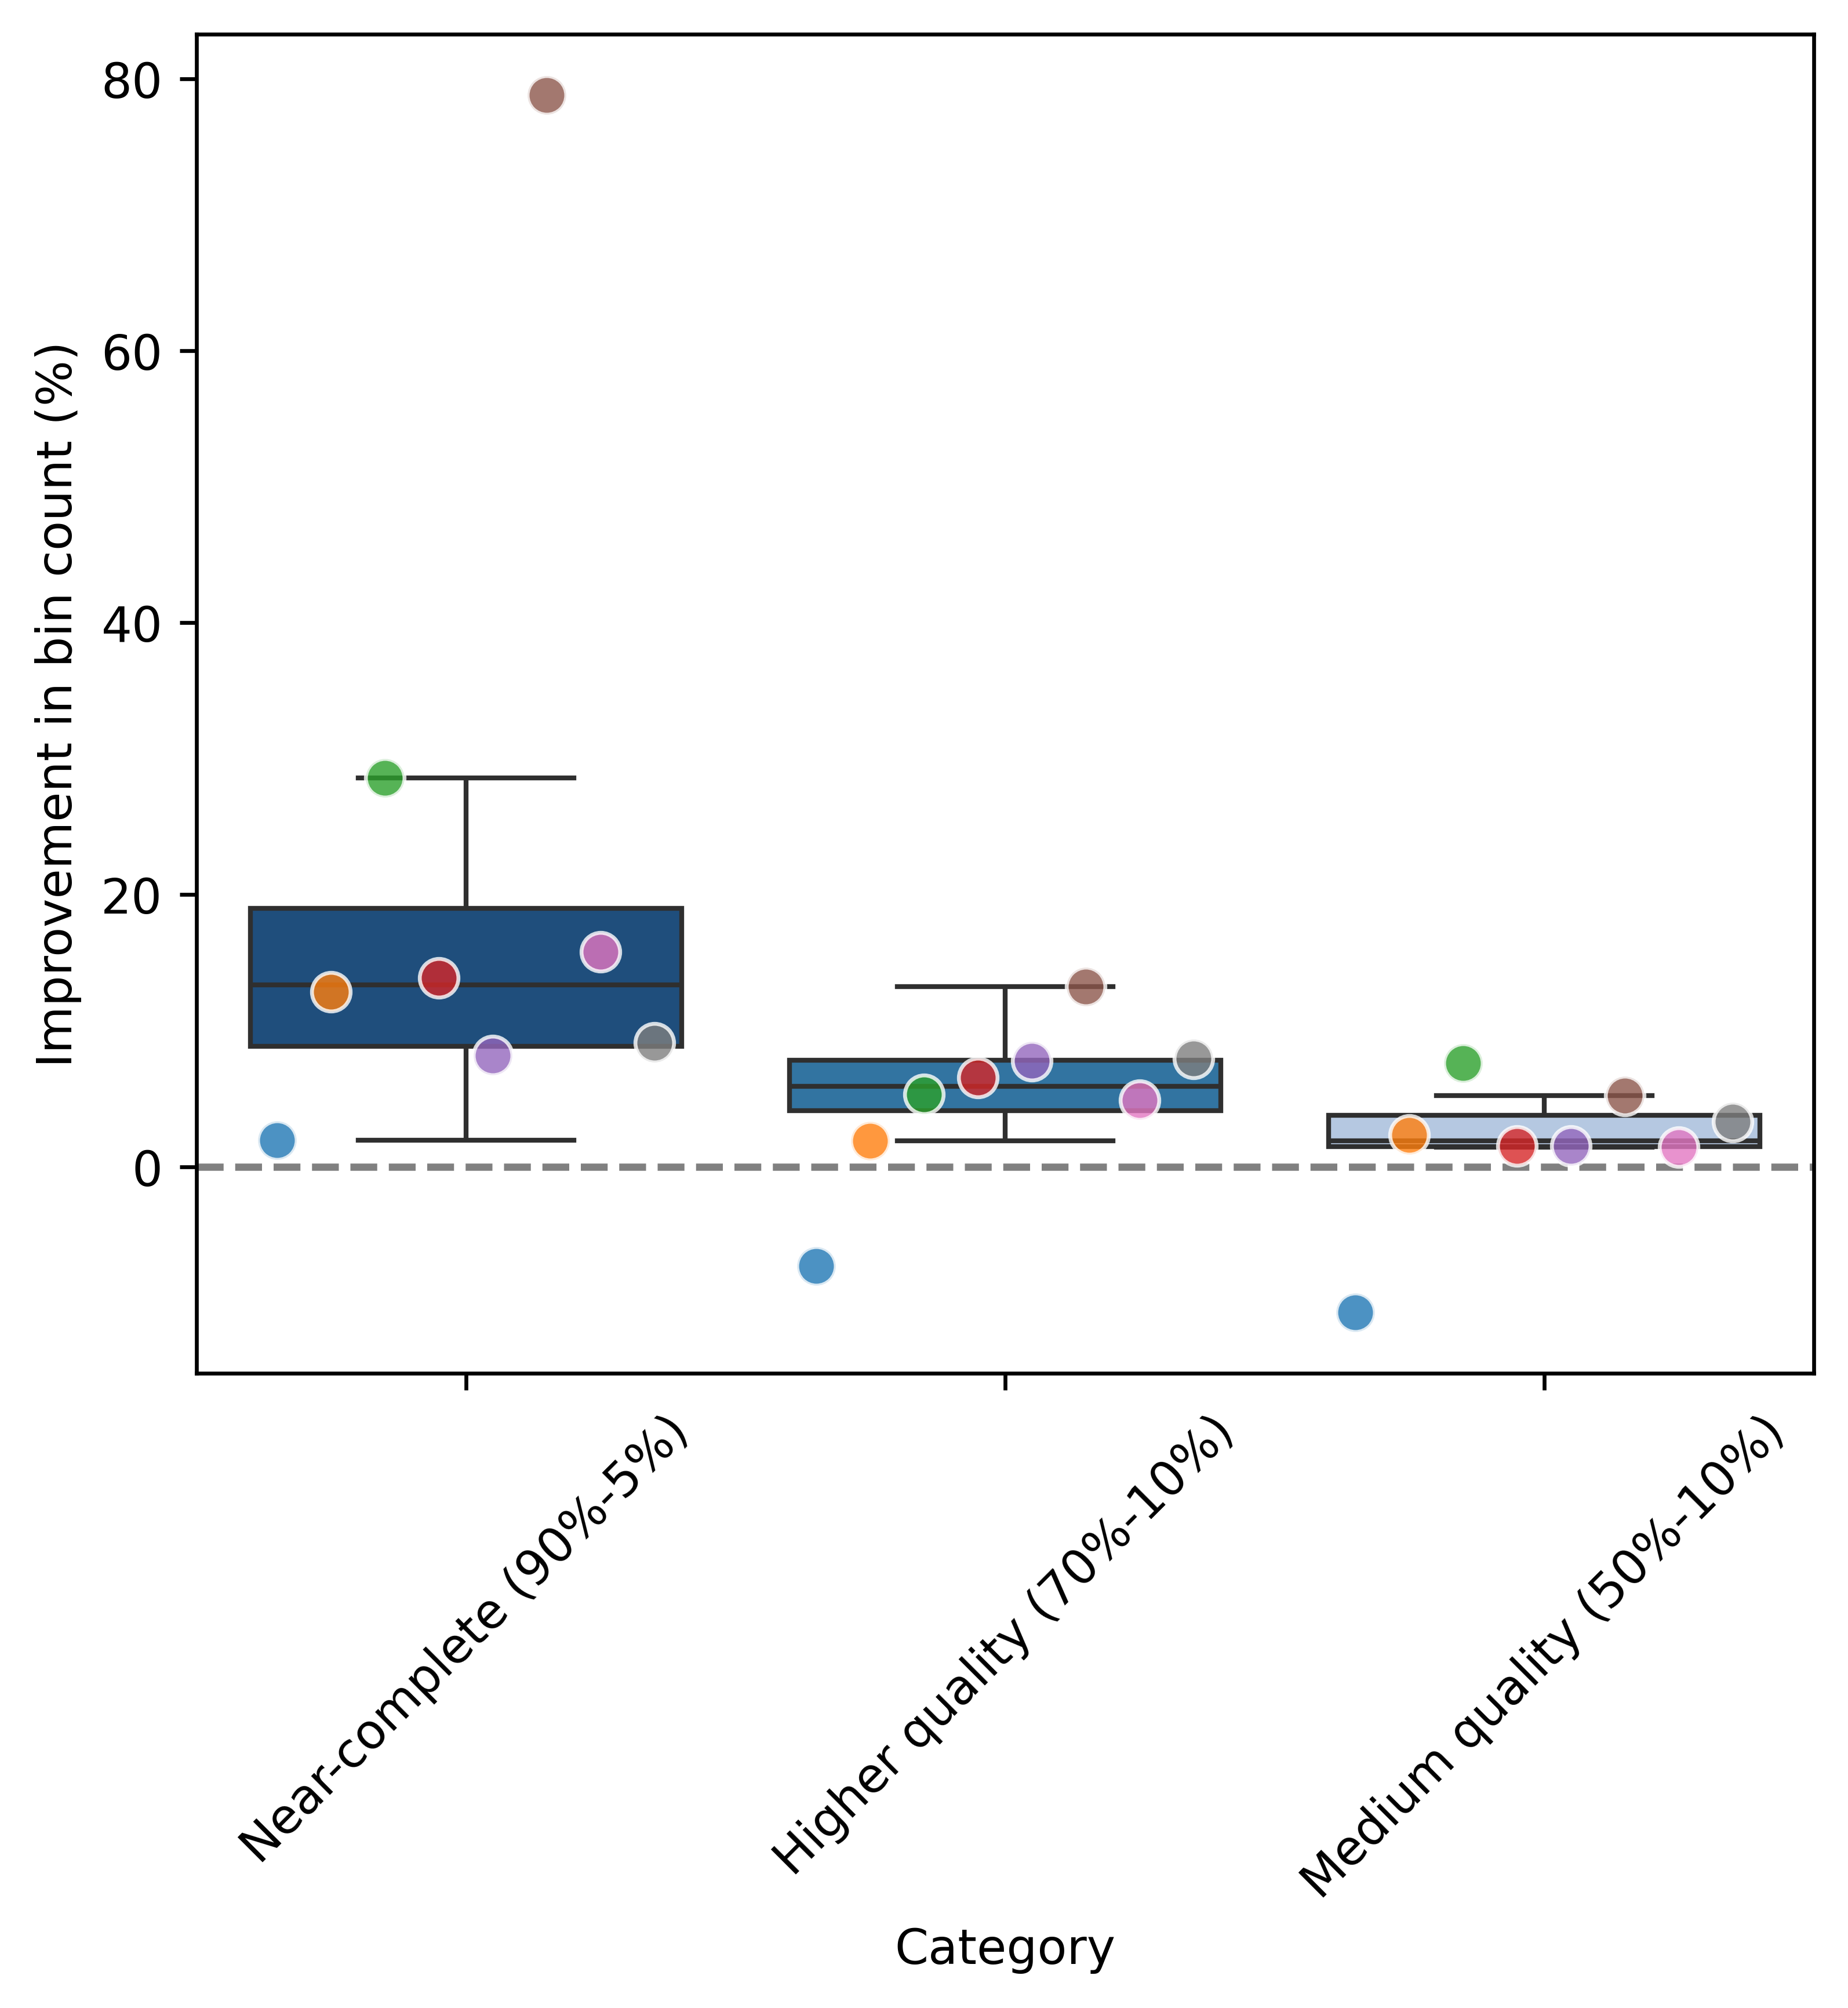 Improvement in bin count (%)
80
60
40
20
0
Near-complete (90%-5%)
Higher quality (70%-10%)
Medium quality (50%-10%)
Category